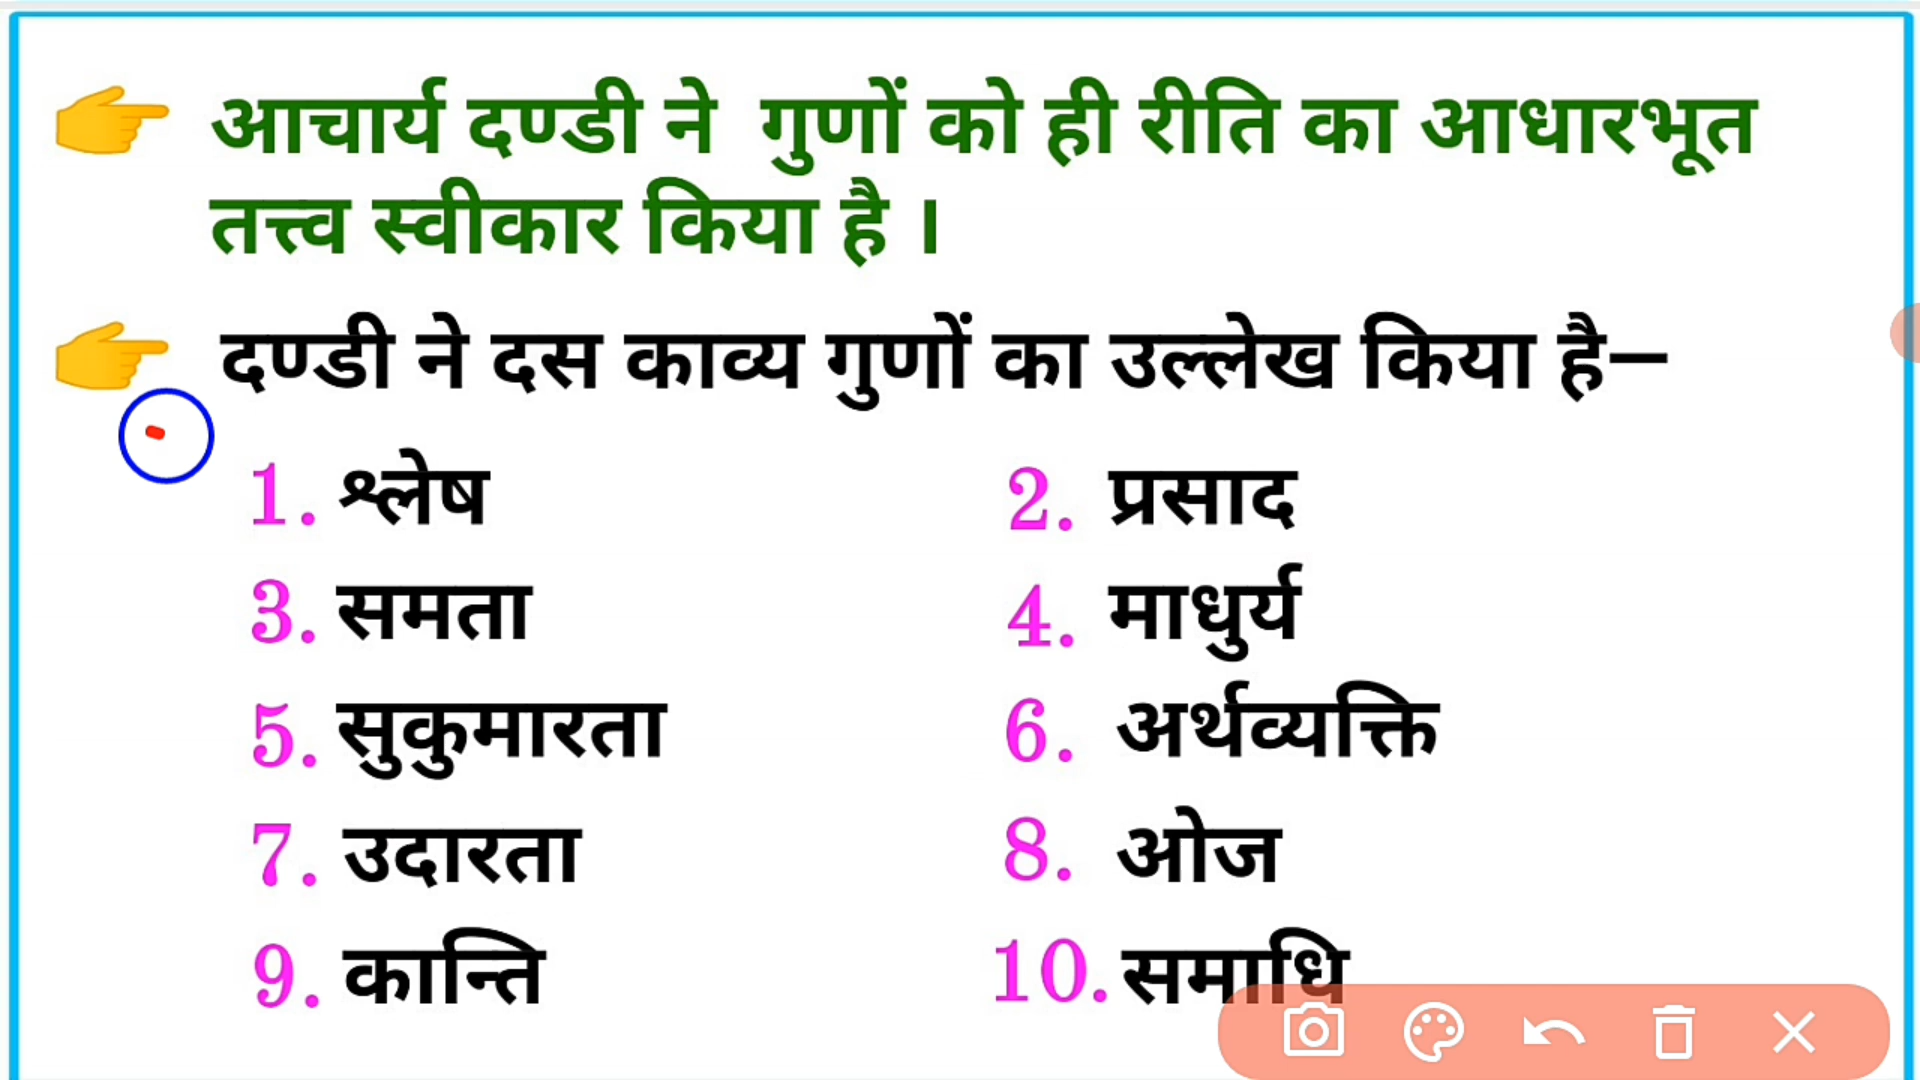 आचार्य दण्डी ने गुणों को ही रीति का आधारभूत
तत्त्व स्वीकार किया है ।
दण्डी ने दस काव्य गुणों का उल्लेख किया है–
1. श्लेष 2. प्रसाद
3. समता 4. माधुर्य
5. सुकुमारता 6. अर्थव्यक्ति
7. उदारता 8. ओज
9. कान्ति 10. समाधि